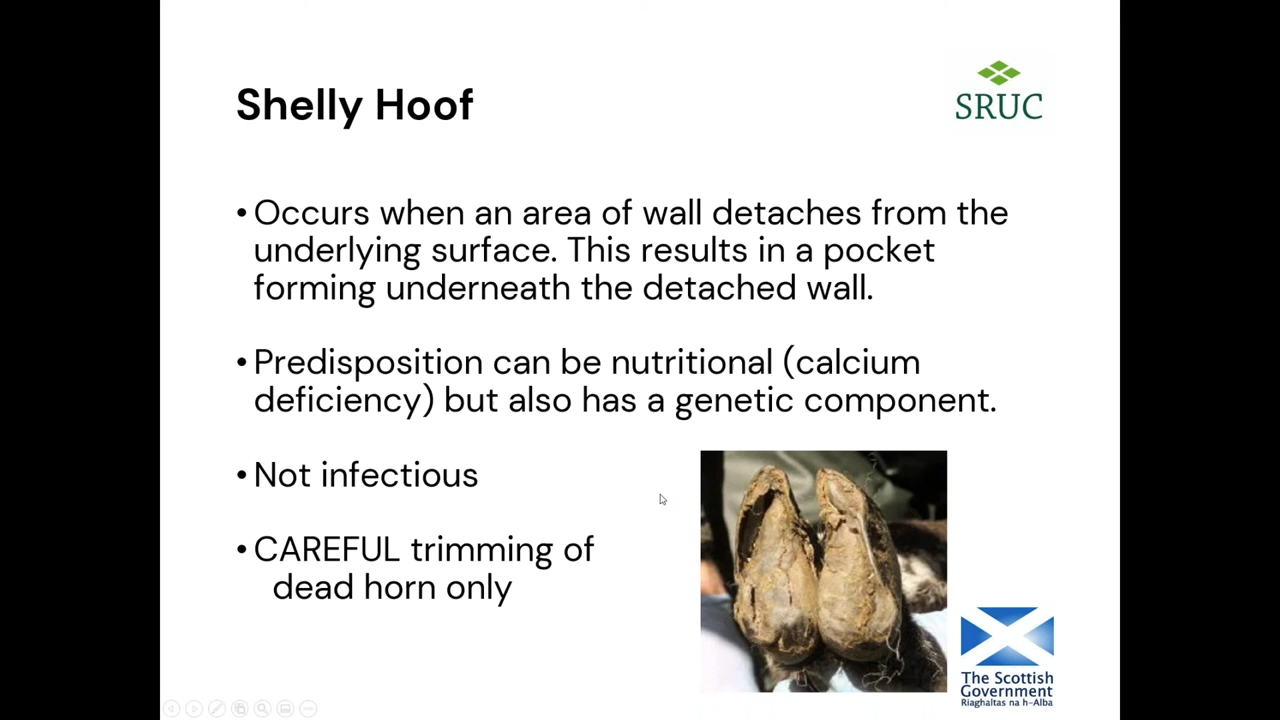 Shelly Hoof
SRUC
• Occurs when an area of wall detaches from the
underlying surface. This results in a pocket
forming underneath the detached wall.
• Predisposition can be nutritional (calcium
deficiency) but also has a genetic component.
• Not infectious
• CAREFUL trimming of
dead horn only
The Scottish
Government
Riaghaltas na h-Alba